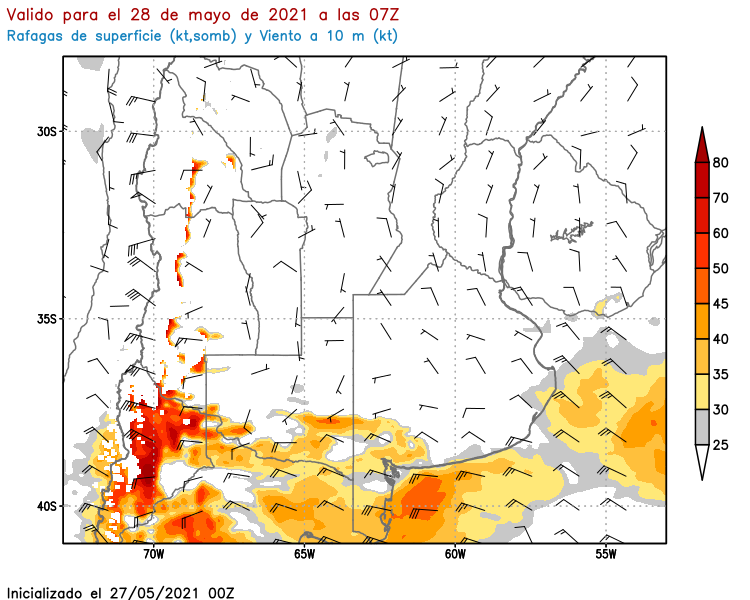 Valido para el 28 de mayo de 2021 a las 07Z
Rafagas de superficie (kt,somb) y Viento a 10 m (kt)
30S
35S
40S
70W 65W 60W 55W
80
70
60
50
45
40
35
30
25
Inicializado el 27/05/2021 00Z